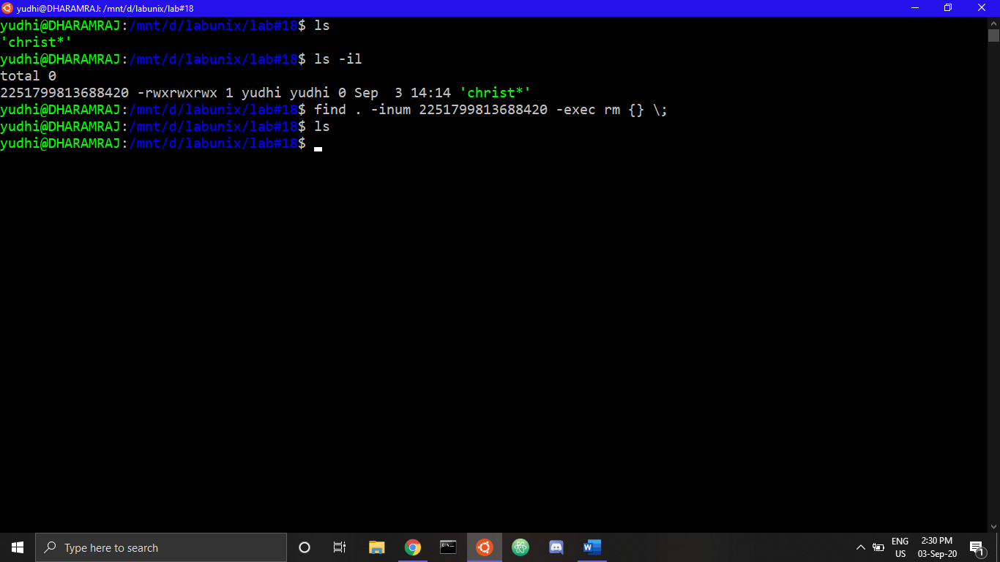 yudhi@DHARAMRAJ: /mnt/d/labunix/lab#18
yudhi@DHARAMRAJ:/mnt/d/labunix/lab#18$ ls
'christ*'
yudhi@DHARAMRAJ:/mnt/d/labunix/lab#18$ ls -il
total 0
2251799813688420 -rwxrwxrwx 1 yudhi yudhi 0 Sep  3 14:14 'christ*'
yudhi@DHARAMRAJ:/mnt/d/labunix/lab#18$ find . -inum 2251799813688420 -exec rm {} \;
yudhi@DHARAMRAJ:/mnt/d/labunix/lab#18$ ls
yudhi@DHARAMRAJ:/mnt/d/labunix/lab#18$
Type here to search
ENG
US
2:30 PM
03-Sep-20
1